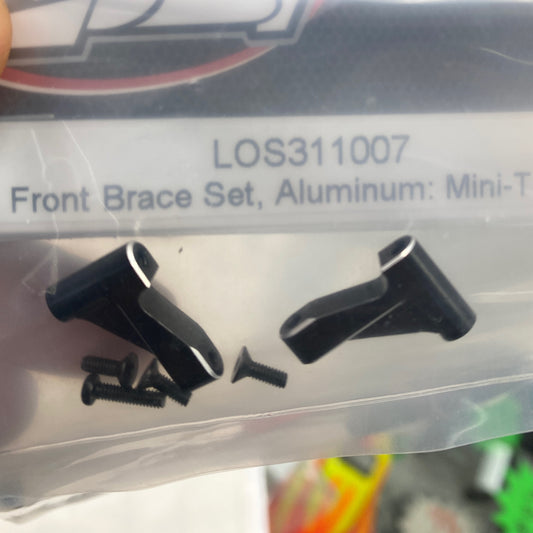 LOS311007
Front Brace Set, Aluminum: Mini-T